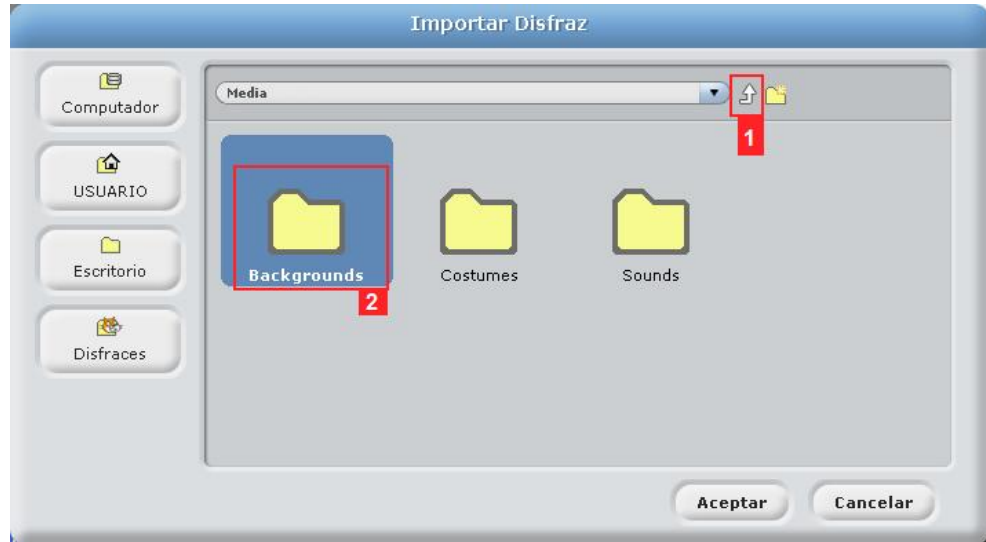 Importar Disfraz
Computador
USUARIO
Escritorio
Disfraces
Media
1
Backgrounds
Costumes
Sounds
2
Aceptar
Cancelar